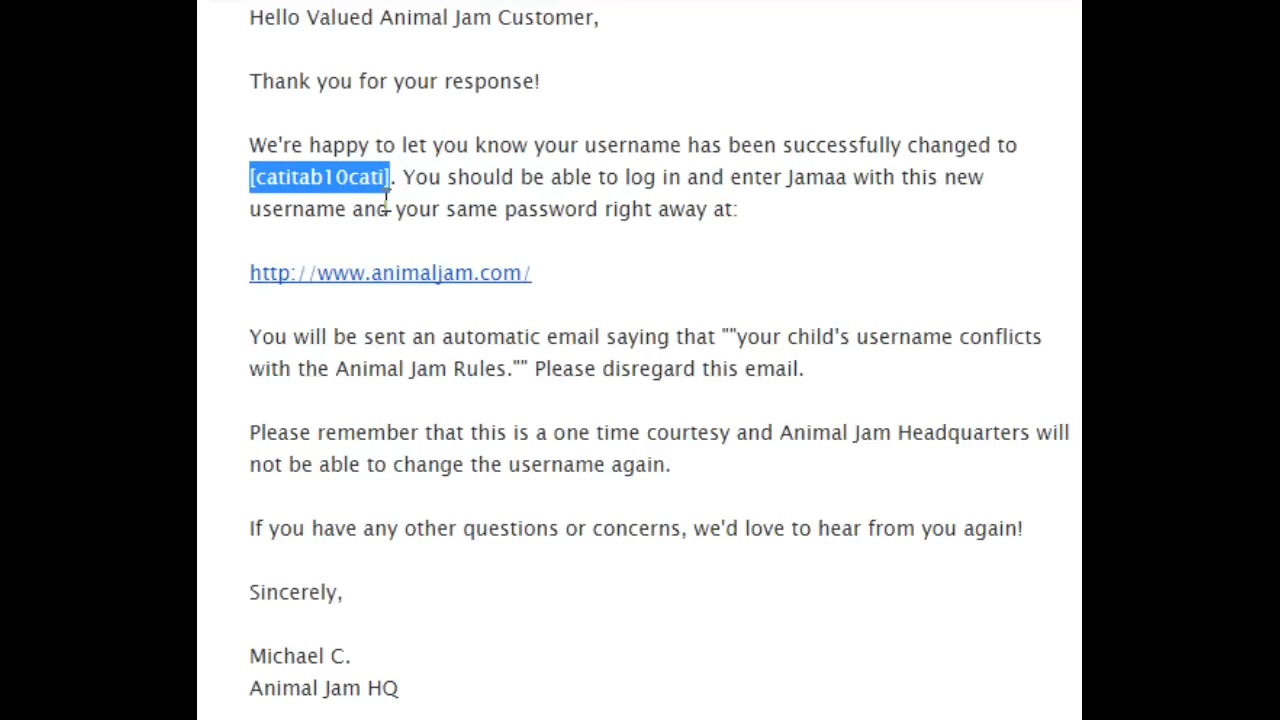 Hello Valued Animal Jam Customer,
Thank you for your response!
We're happy to let you know your username has been successfully changed to
[catitab10cati]. You should be able to log in and enter Jamaa with this new
username and your same password right away at:
http://www.animaljam.com/
You will be sent an automatic email saying that ""your child's username conflicts
with the Animal Jam Rules."" Please disregard this email.
Please remember that this is a one time courtesy and Animal Jam Headquarters will
not be able to change the username again.
If you have any other questions or concerns, we'd love to hear from you again!
Sincerely,
Michael C.
Animal Jam HQ